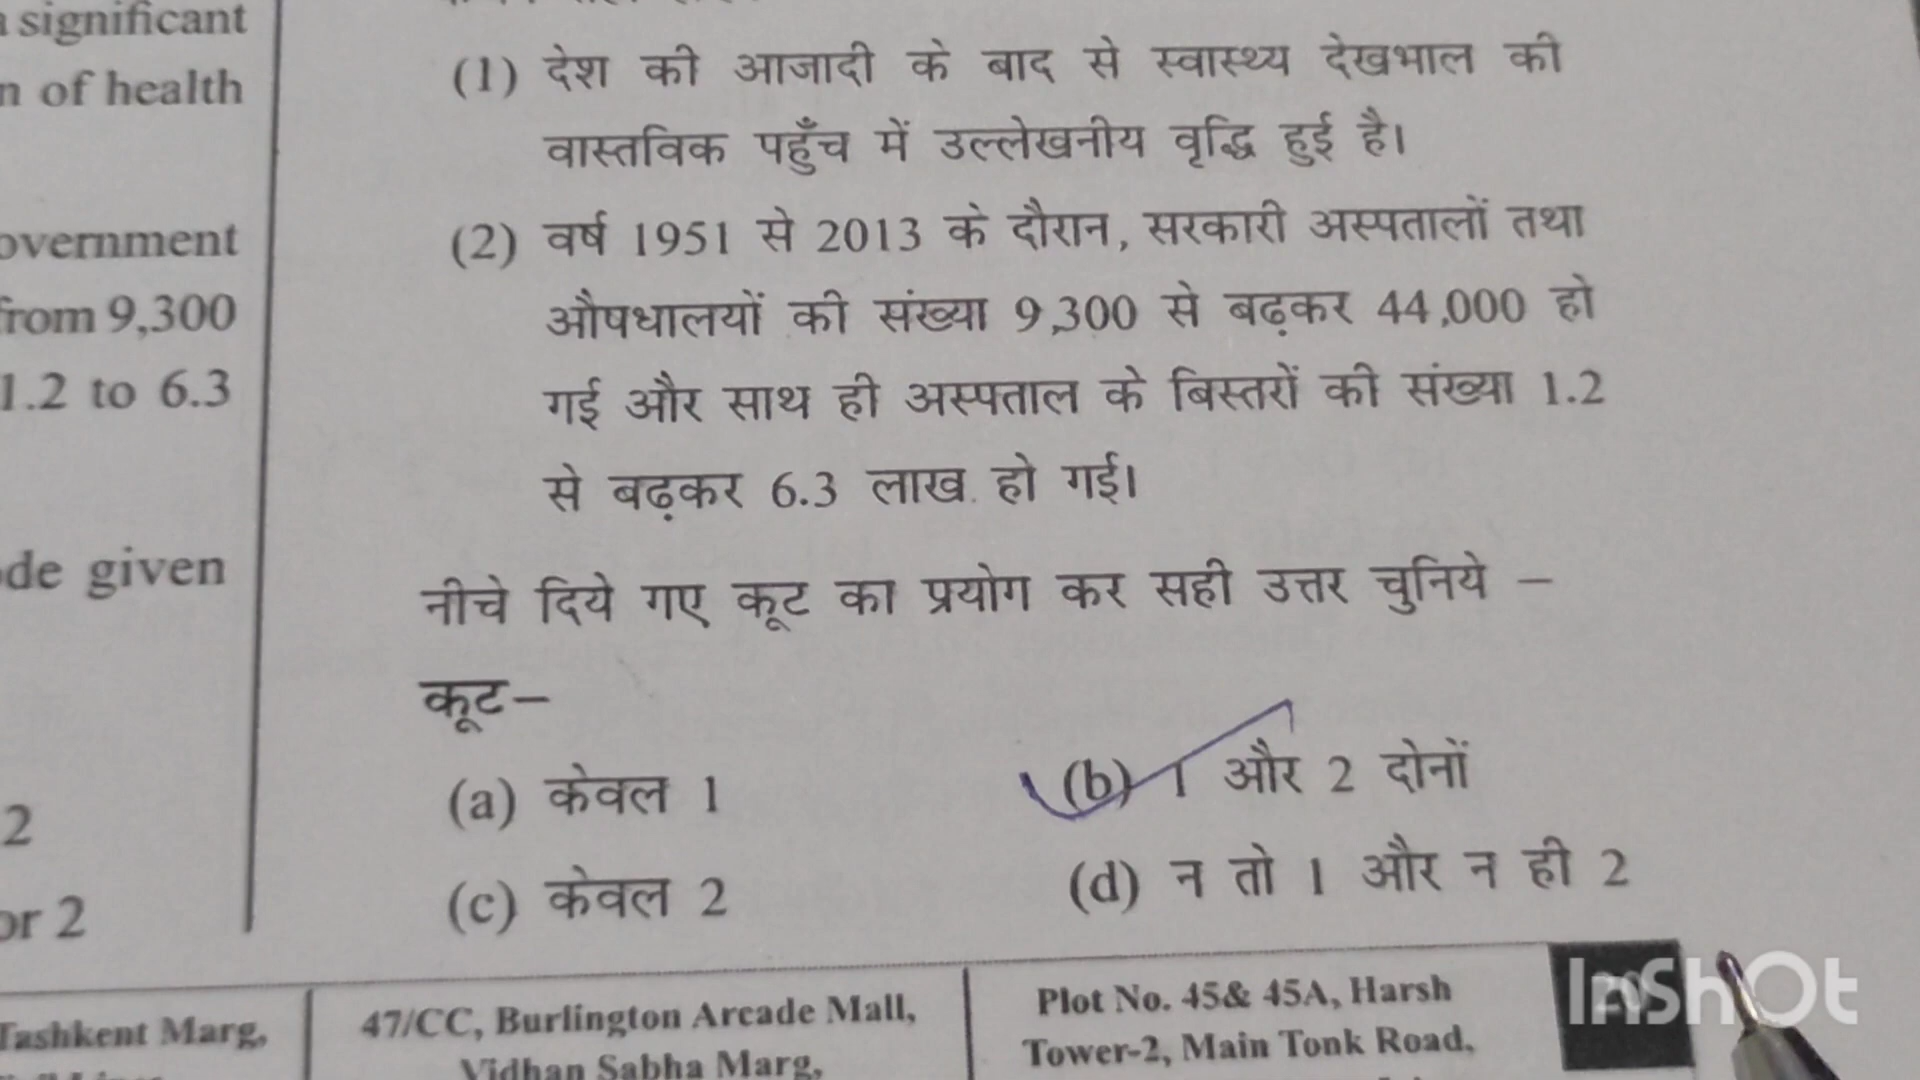 significant
n of health
overnment
from 9,300
1.2 to 6.3
de given
2
or 2
(1) देश की आजादी के बाद से स्वास्थ्य देखभाल की
वास्तविक पहुँच में उल्लेखनीय वृद्धि हुई है।
(2) वर्ष 1951 से 2013 के दौरान, सरकारी अस्पतालों तथा
औषधालयों की संख्या 9,300 से बढ़कर 44,000 हो
गई और साथ ही अस्पताल के बिस्तरों की संख्या 1.2
से बढ़कर 6.3 लाख हो गई।
नीचे दिये गए कूट का प्रयोग कर सही उत्तर चुनिये –
कूट–
(a) केवल 1
(b) 1 और 2 दोनों
(c) केवल 2
(d) न तो 1 और न ही 2
Tashkent Marg,
47/CC, Burlington Arcade Mall,
Vidhan Sabha Marg,
Plot No. 45& 45A, Harsh
Tower-2, Main Tonk Road,
InShOt